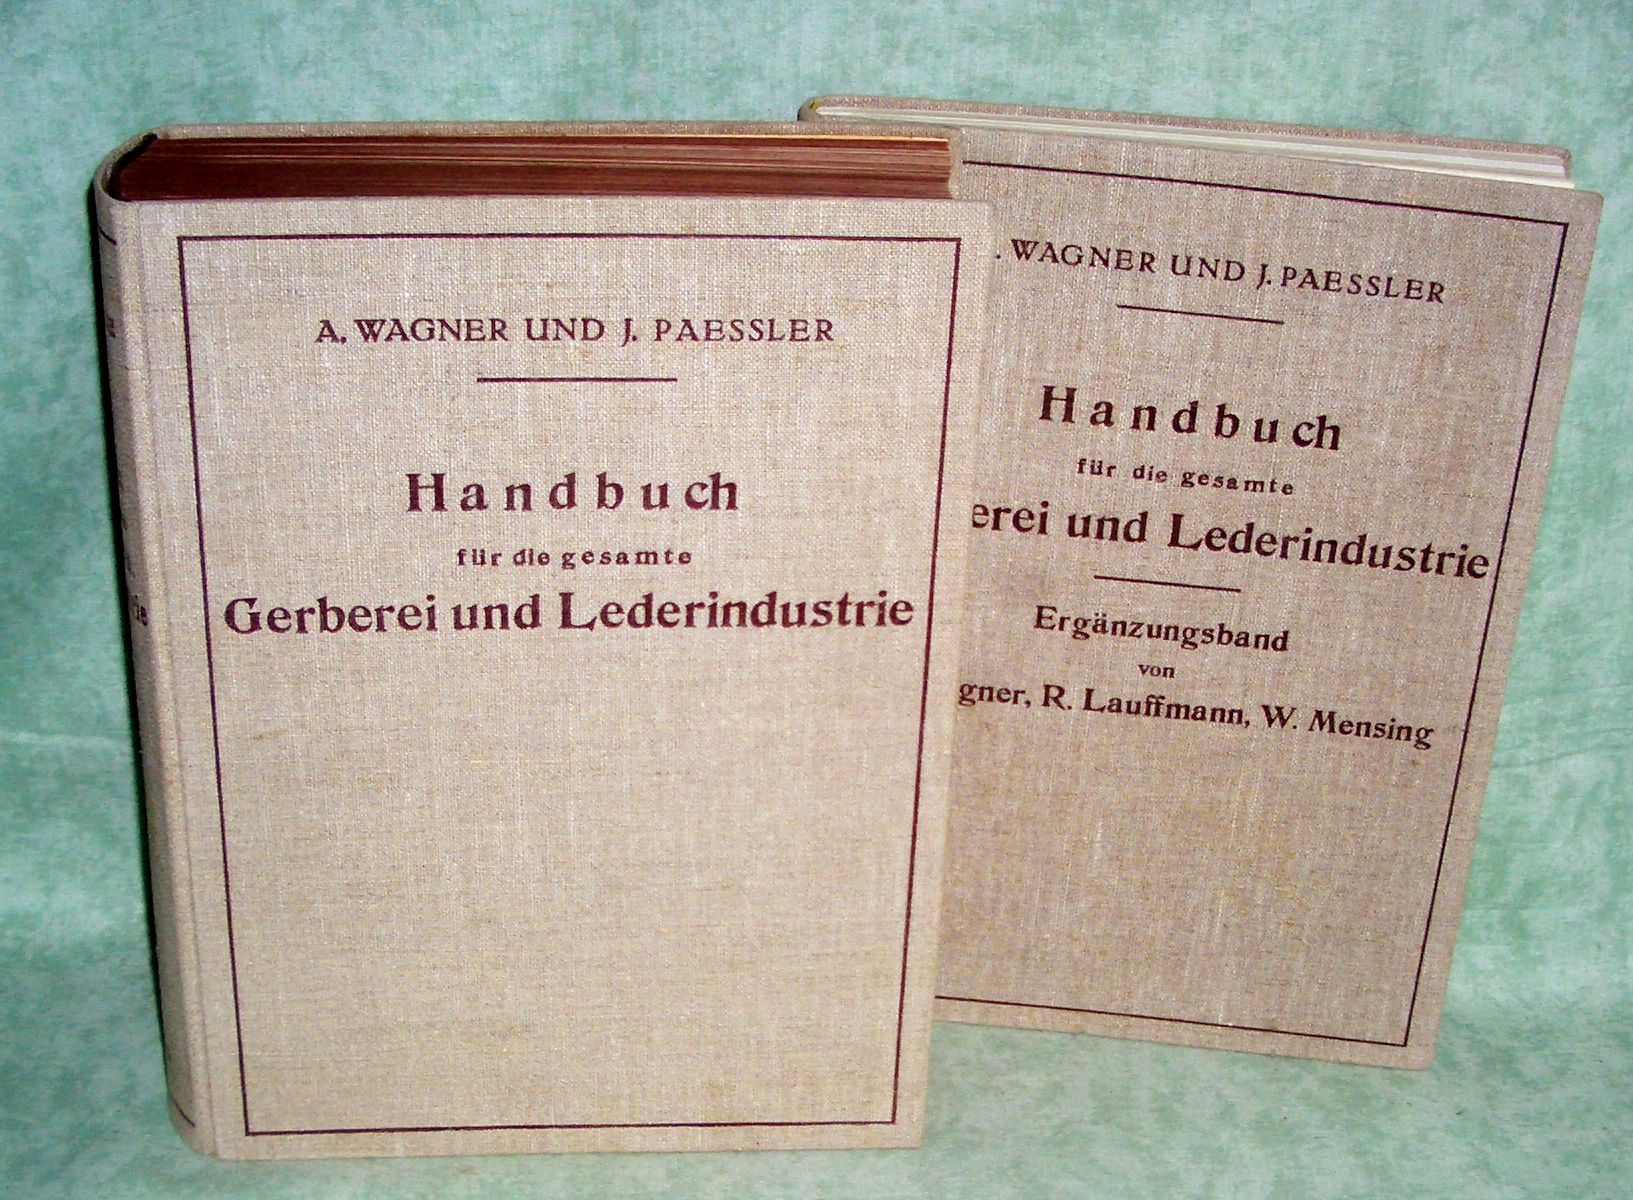 A. WAGNER UND J. PAESSLER
Handbuch
für die gesamte
Gerberei und Lederindustrie
. WAGNER UND J. PAESSLER
Handbuch
für die gesamte
erei und Lederindustrie
Ergänzungsband
von
gner, R. Lauffmann, W. Mensing